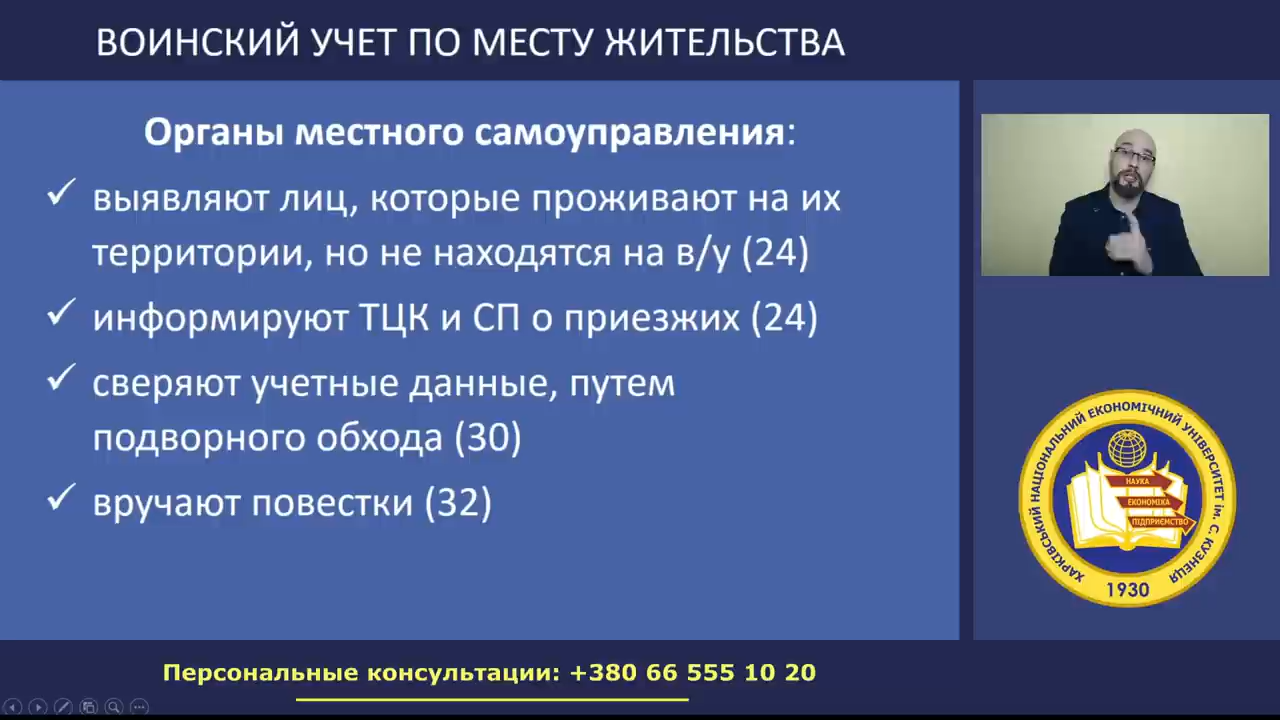 ВОИНСКИЙ УЧЕТ ПО МЕСТУ ЖИТЕЛЬСТВА
Органы местного самоуправления:
✓ выявляют лиц, которые проживают на их
территории, но не находятся на в/у (24)
✓ информируют ТЦК и СП о приезжих (24)
✓ сверяют учетные данные, путем
подворного обхода (30)
✓ вручают повестки (32)
ХАРКІВСЬКИЙ НАЦІОНАЛЬНИЙ ЕКОНОМІЧНИЙ УНІВЕРСИТЕТ ім. С. КУЗНЕЦЯ
НАУКА
ЕКОНОМІКА
ПІДПРИЄМСТВО
1930
Персональные консультации: +380 66 555 10 20